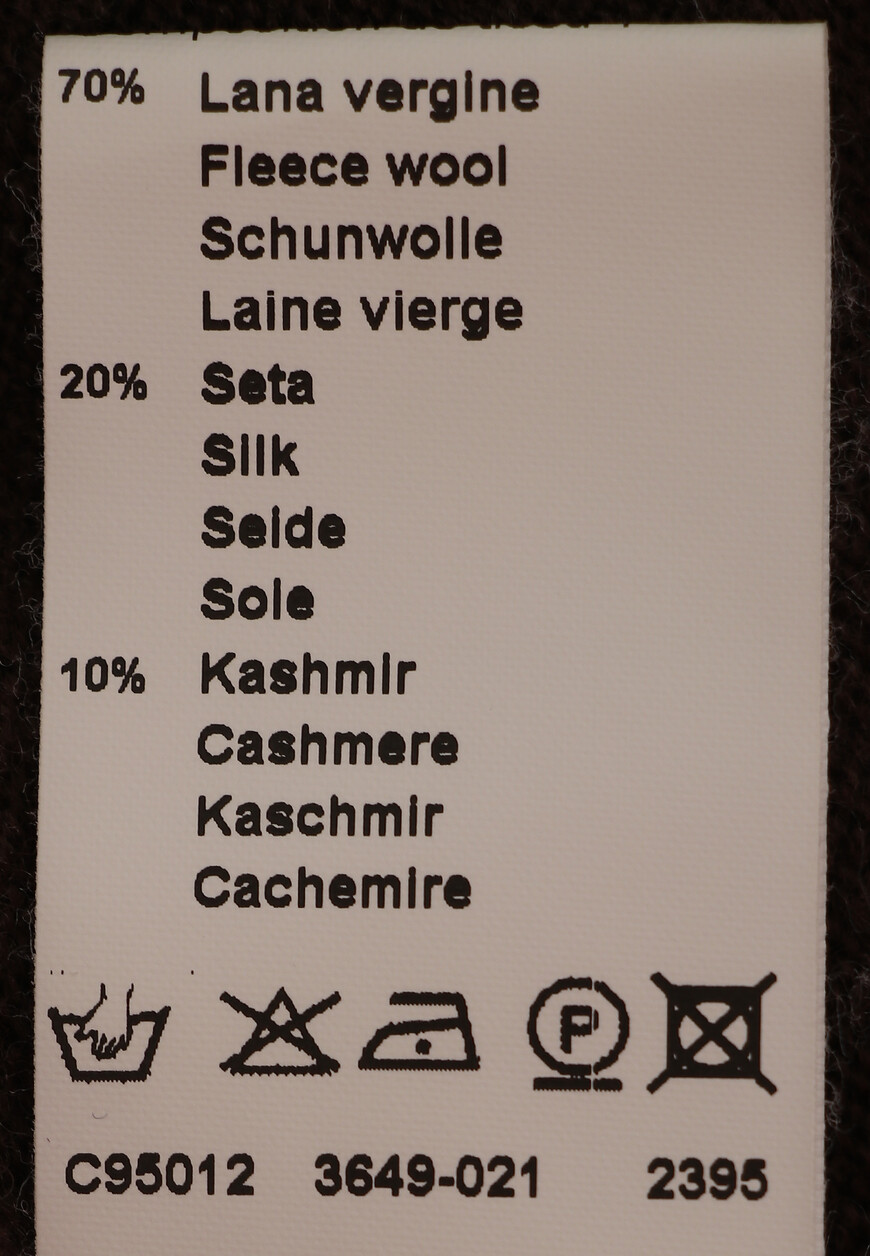 70% Lana vergine
Fleece wool
Schunwolle
Laine vierge
20% Seta
Silk
Seide
Soie
10% Kashmir
Cashmere
Kaschmir
Cachemire
P
C95012 3649-021 2395